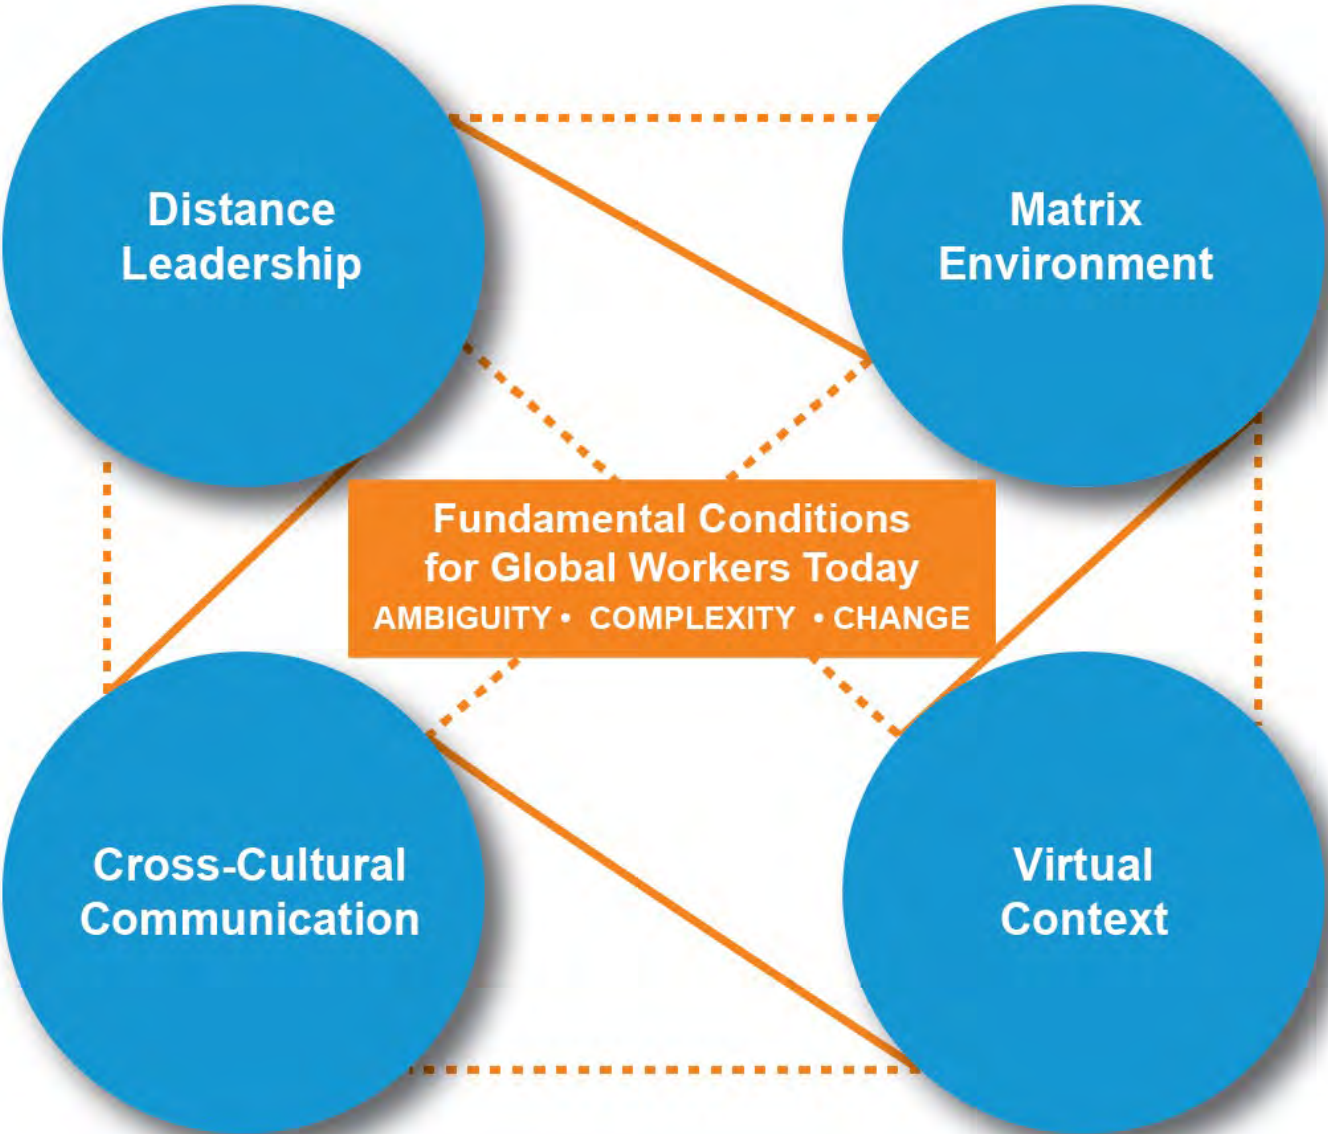 Distance
Leadership
Matrix
Environment
Fundamental Conditions
for Global Workers Today
AMBIGUITY • COMPLEXITY • CHANGE
Cross-Cultural
Communication
Virtual
Context